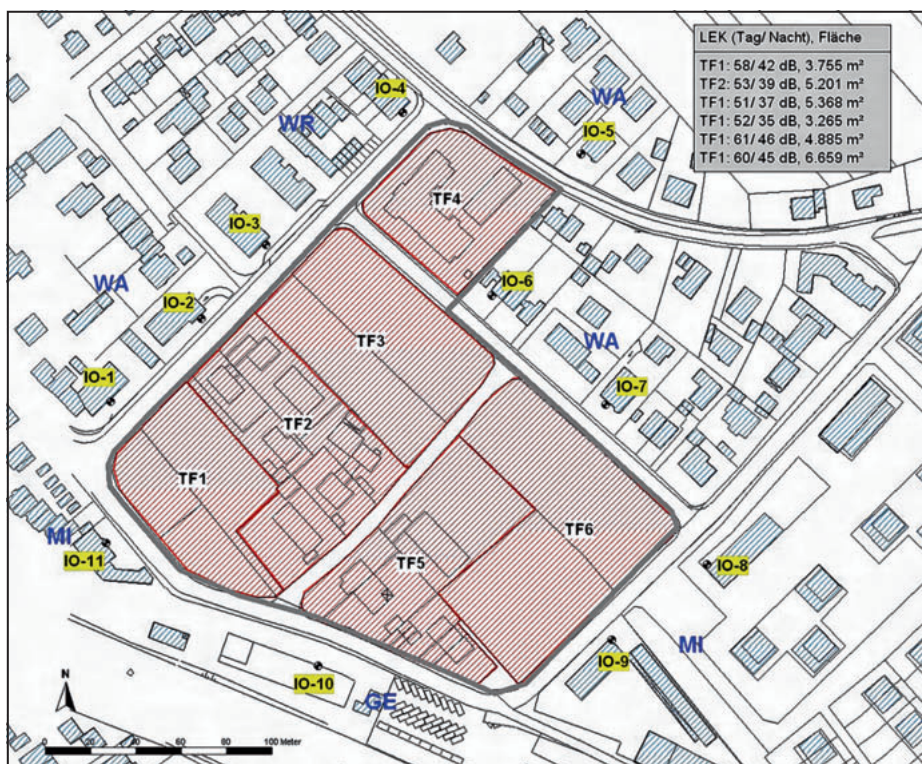 LEK (Tag/ Nacht), Fläche
TF1: 58/ 42 dB, 3.755 m²
TF2: 53/ 39 dB, 5.201 m²
TF1: 51/ 37 dB, 5.368 m²
TF1: 52/ 35 dB, 3.265 m²
TF1: 61/ 46 dB, 4.885 m²
TF1: 60/ 45 dB, 6.659 m²
IO-4
WA
WR
IO-5
TF4
IO-3
IO-6
WA
IO-2
TF3
WA
IO-1
IO-7
TF2
TF1
TF6
MI
IO-11
TF5
IO-8
IO-9
MI
IO-10
GE
N
0 20 40 60 80 100 Meter